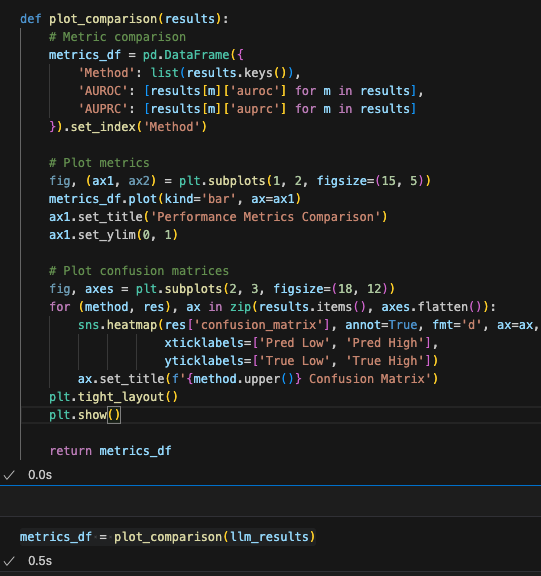 def plot_comparison(results):
    # Metric comparison
    metrics_df = pd.DataFrame({
        'Method': list(results.keys()),
        'AUROC': [results[m]['auroc'] for m in results],
        'AUPRC': [results[m]['auprc'] for m in results]
    }).set_index('Method')

    # Plot metrics
    fig, (ax1, ax2) = plt.subplots(1, 2, figsize=(15, 5))
    metrics_df.plot(kind='bar', ax=ax1)
    ax1.set_title('Performance Metrics Comparison')
    ax1.set_ylim(0, 1)

    # Plot confusion matrices
    fig, axes = plt.subplots(2, 3, figsize=(18, 12))
    for (method, res), ax in zip(results.items(), axes.flatten()):
        sns.heatmap(res['confusion_matrix'], annot=True, fmt='d', ax=ax,
                    xticklabels=['Pred Low', 'Pred High'],
                    yticklabels=['True Low', 'True High'])
        ax.set_title(f'{method.upper()} Confusion Matrix')
    plt.tight_layout()
    plt.show()

    return metrics_df
0.0s
metrics_df = plot_comparison(llm_results)
0.5s